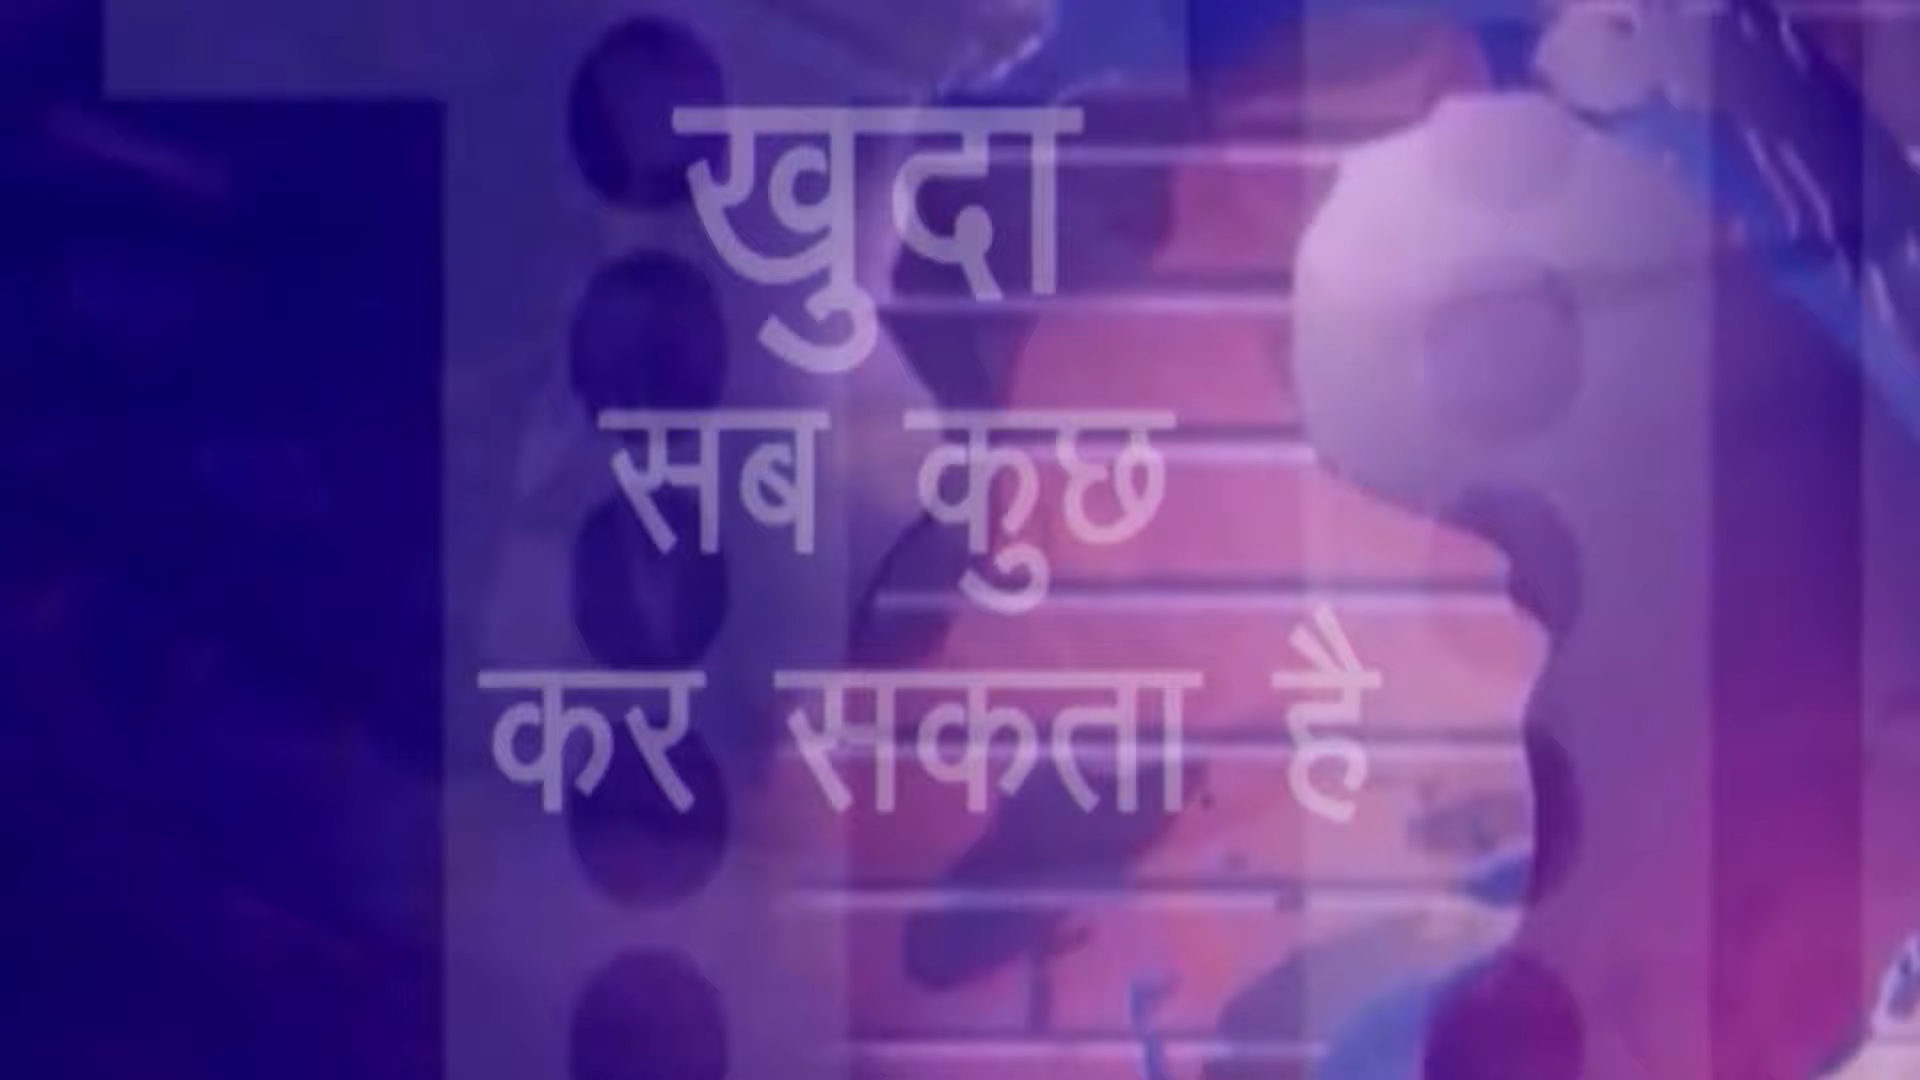 खुदा
सब कुछ
कर सकता है